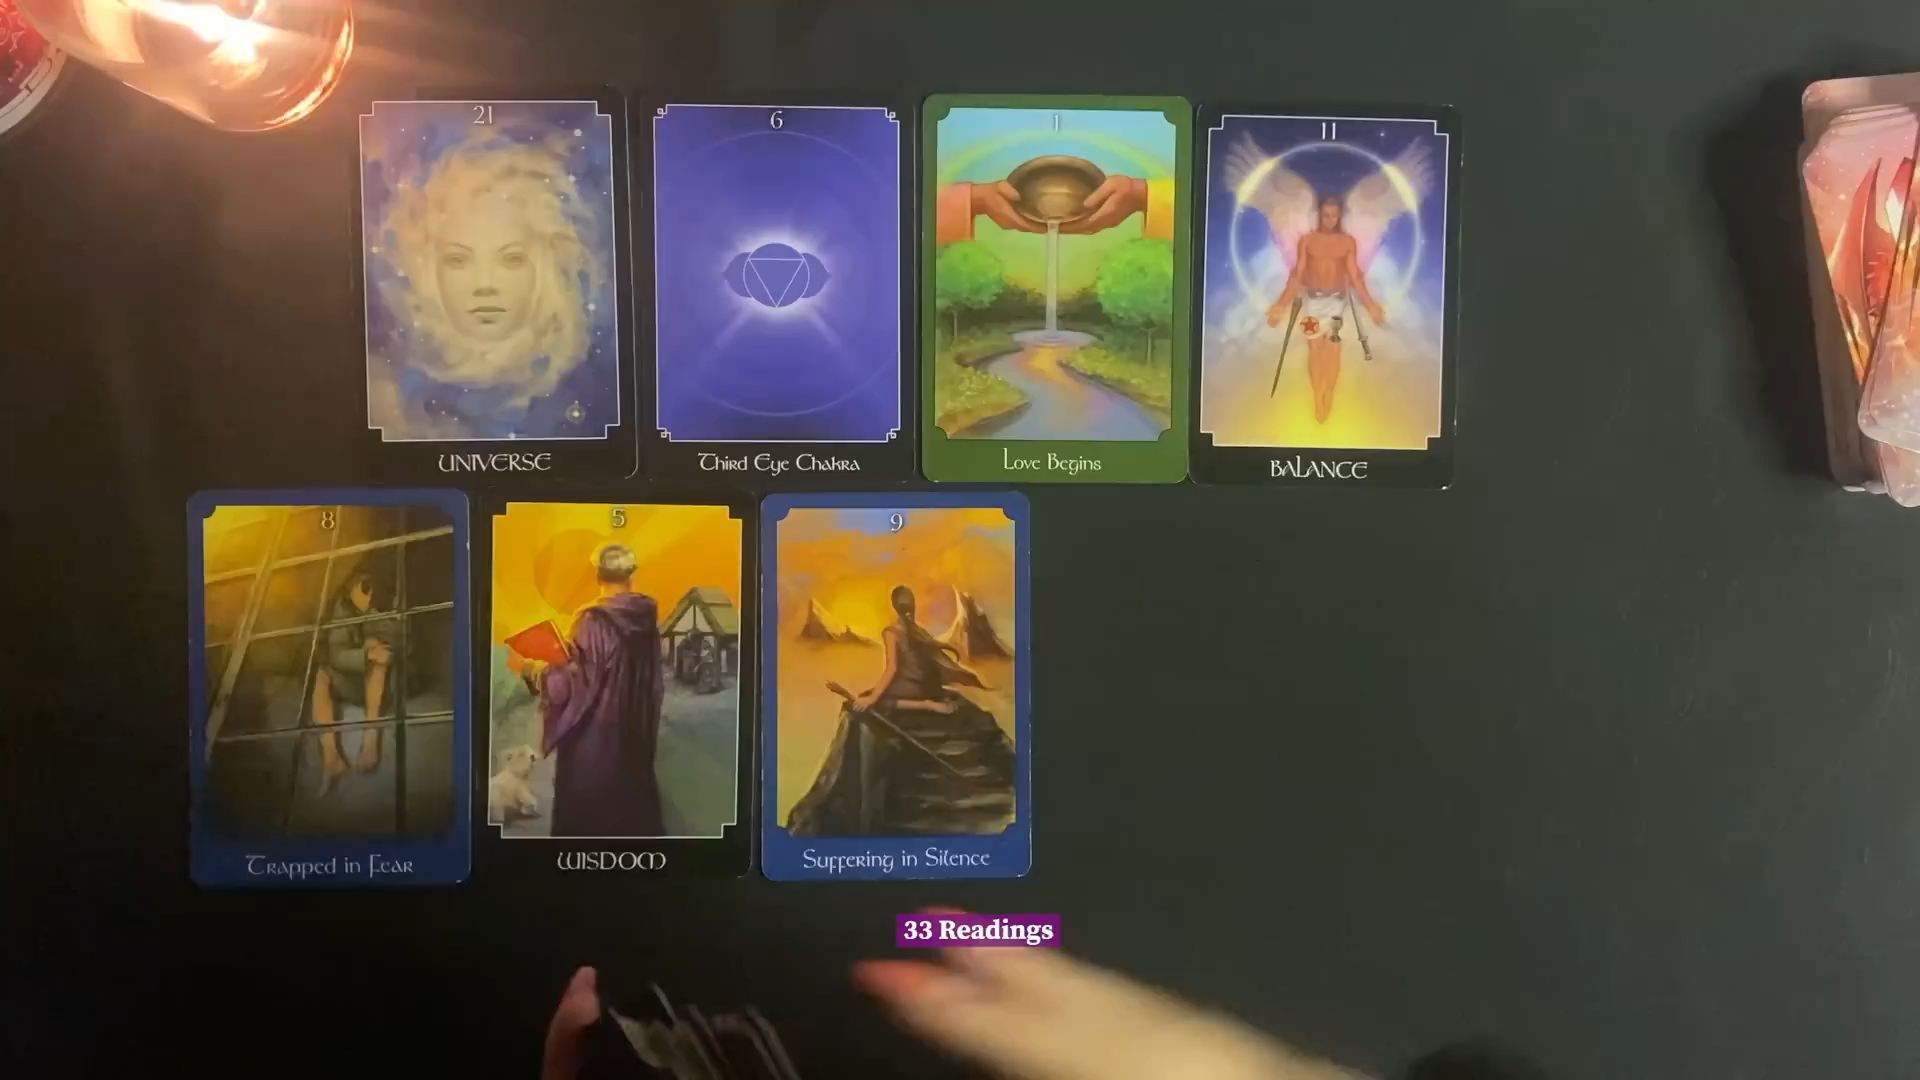 21
UNIVERSE
6
Third Eye Chakra
1
Love Begins
11
BALANCE
8
Trapped in Fear
5
WISDOM
9
Suffering in Silence
33 Readings